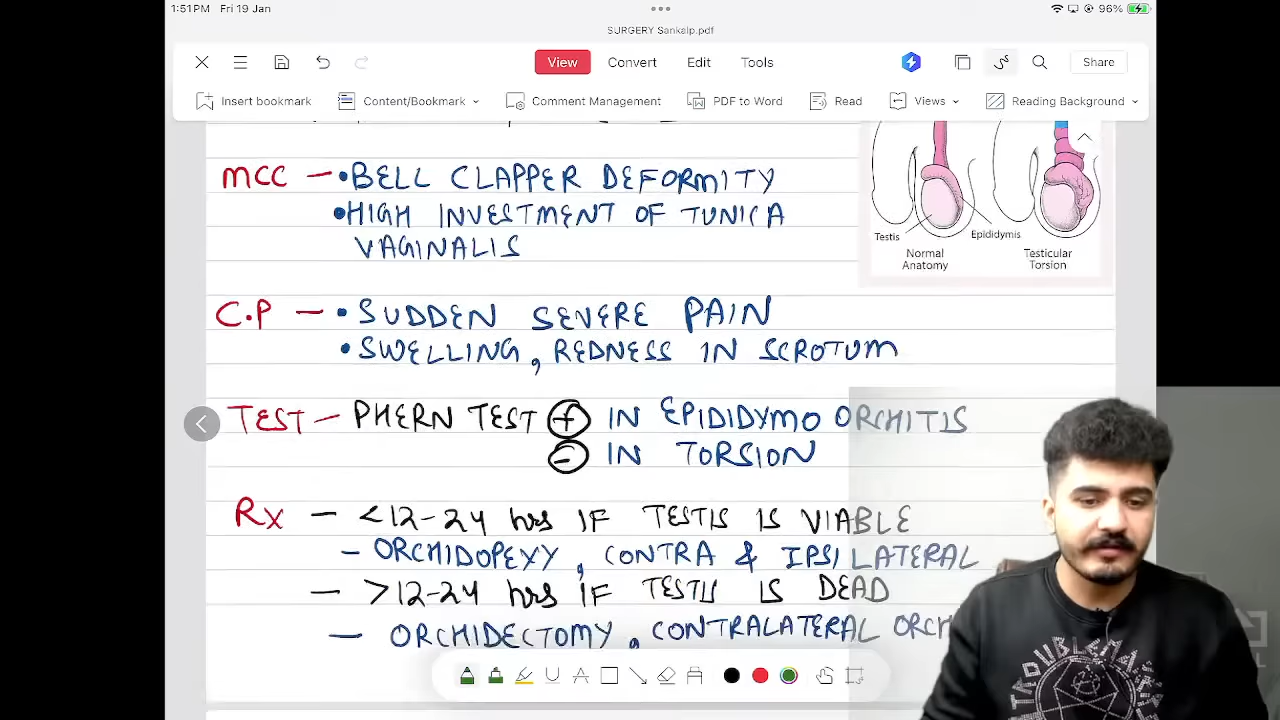 1:51PM Fri 19 Jan
96%
SURGERY Sankalp.pdf
View Convert Edit Tools Share
Insert bookmark Content/Bookmark Comment Management PDF to Word Read Views Reading Background
MCC – • BELL CLAPPER DEFORMITY
• HIGH INVESTMENT OF TUNICA
VAGINALIS
Testis Epididymis
Normal Anatomy
Testicular Torsion
C.P – • SUDDEN SEVERE PAIN
• SWELLING, REDNESS IN SCROTUM
TEST – PHERN TEST + IN EPIDIDYMO ORCHITIS
- IN TORSION
Rx – <12-24 hrs IF TESTIS IS VIABLE
– ORCHIDOPEXY, CONTRA & IPSILATERAL
– >12-24 hrs IF TESTIS IS DEAD
– ORCHIDECTOMY, CONTRALATERAL ORCH
TROUBLEMA